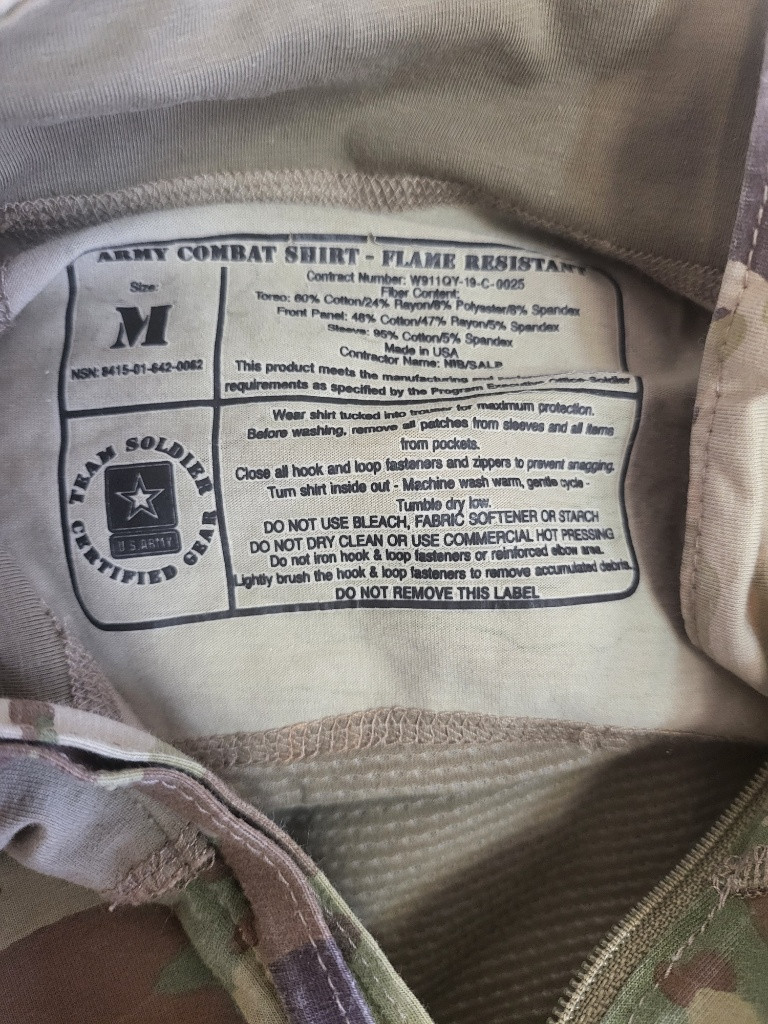 ARMY COMBAT SHIRT - FLAME RESISTANT
Size:
M
NSN: 8415-01-642-0062
Contract Number: W911QY-19-C-0025
Fiber Content:
Torso: 60% Cotton/24% Rayon/8% Polyester/8% Spandex
Front Panel: 48% Cotton/47% Rayon/5% Spandex
Sleeve: 95% Cotton/5% Spandex
Made in USA
Contractor Name: NIB/SALP
This product meets the manufacturing and
requirements as specified by the Program Executive Office-Soldier
TEAM SOLDIER
U.S.ARMY
CERTIFIED GEAR
Wear shirt tucked into trouser for maximum protection.
Before washing, remove all patches from sleeves and all items
from pockets.
Close all hook and loop fasteners and zippers to prevent snagging.
Turn shirt inside out - Machine wash warm, gentle cycle -
Tumble dry low.
DO NOT USE BLEACH, FABRIC SOFTENER OR STARCH
DO NOT DRY CLEAN OR USE COMMERCIAL HOT PRESSING
Do not iron hook & loop fasteners or reinforced elbow area.
Lightly brush the hook & loop fasteners to remove accumulated debris.
DO NOT REMOVE THIS LABEL